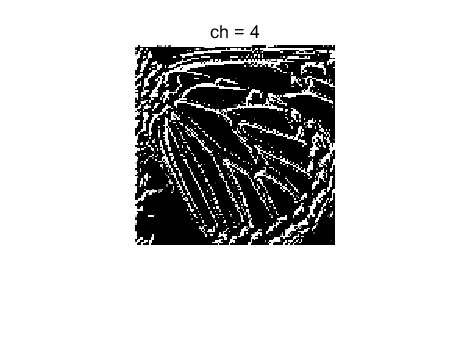 ch = 4